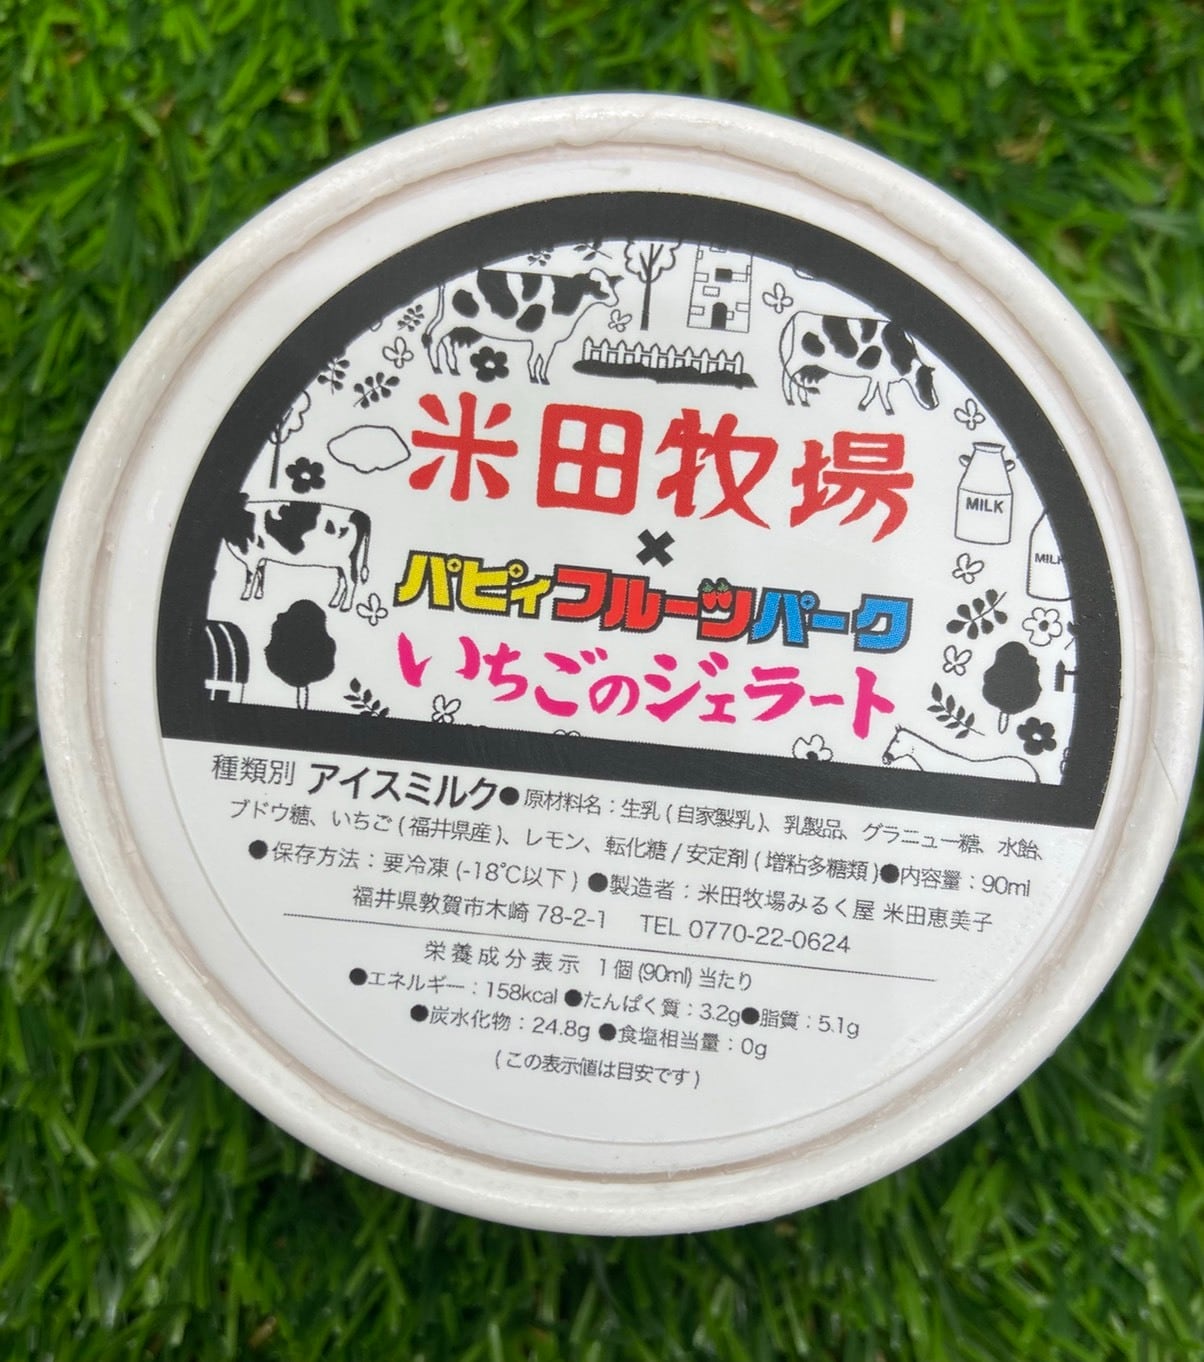 米田牧場
×
パピィフルーツパーク
いちごのジェラート
MILK
MILK
種類別 アイスミルク●原材料名：生乳(自家製乳)、乳製品、グラニュー糖、水飴、
ブドウ糖、いちご(福井県産)、レモン、転化糖/安定剤(増粘多糖類)●内容量：90ml
●保存方法：要冷凍(-18℃以下)●製造者：米田牧場みるく屋 米田恵美子
福井県敦賀市木崎 78-2-1 TEL 0770-22-0624
栄養成分表示 1個(90ml)当たり
●エネルギー：158kcal ●たんぱく質：3.2g●脂質：5.1g
●炭水化物：24.8g ●食塩相当量：0g
(この表示値は目安です)